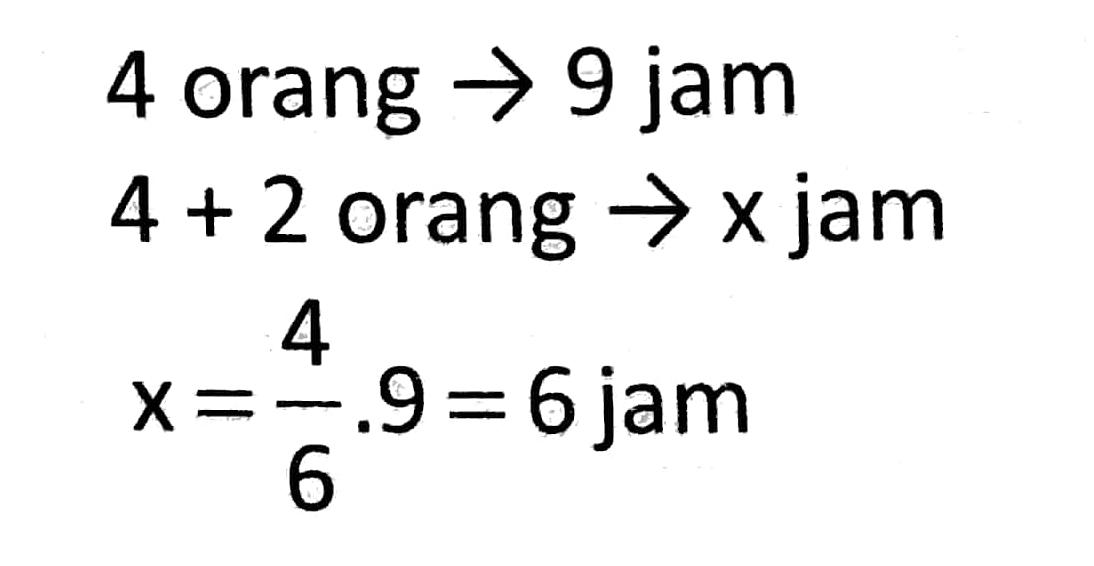 4 orang → 9 jam
4 + 2 orang → x jam
x = 4/6 .9 = 6 jam